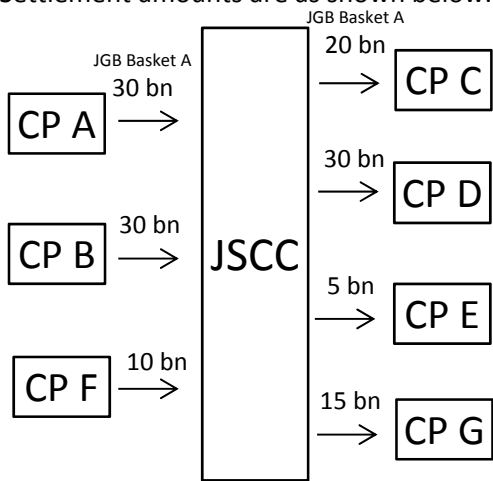 Settlement amounts are as shown below.
JGB Basket A
30 bn
CP A
30 bn
CP B
10 bn
CP F
JSCC
JGB Basket A
20 bn
CP C
30 bn
CP D
5 bn
CP E
15 bn
CP G